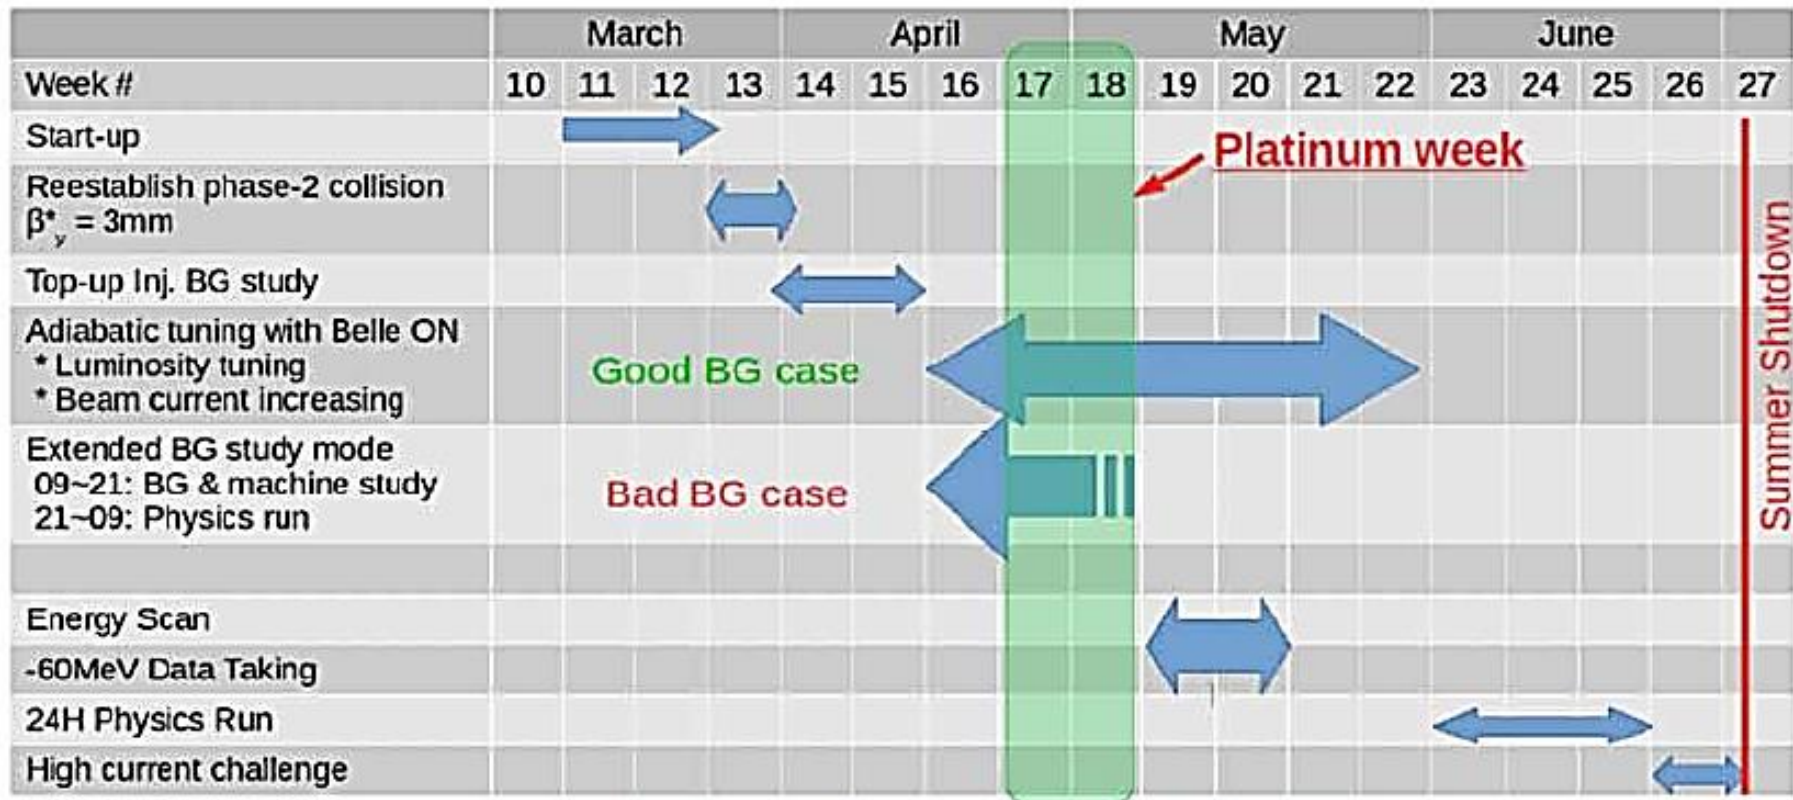 March April May June
Week # 10 11 12 13 14 15 16 17 18 19 20 21 22 23 24 25 26 27
Start-up
Platinum week
Reestablish phase-2 collision
β*y = 3mm
Top-up Inj. BG study
Adiabatic tuning with Belle ON
* Luminosity tuning
* Beam current increasing
Good BG case
Extended BG study mode
09~21: BG & machine study
21~09: Physics run
Bad BG case
Energy Scan
-60MeV Data Taking
24H Physics Run
High current challenge
Summer Shutdown